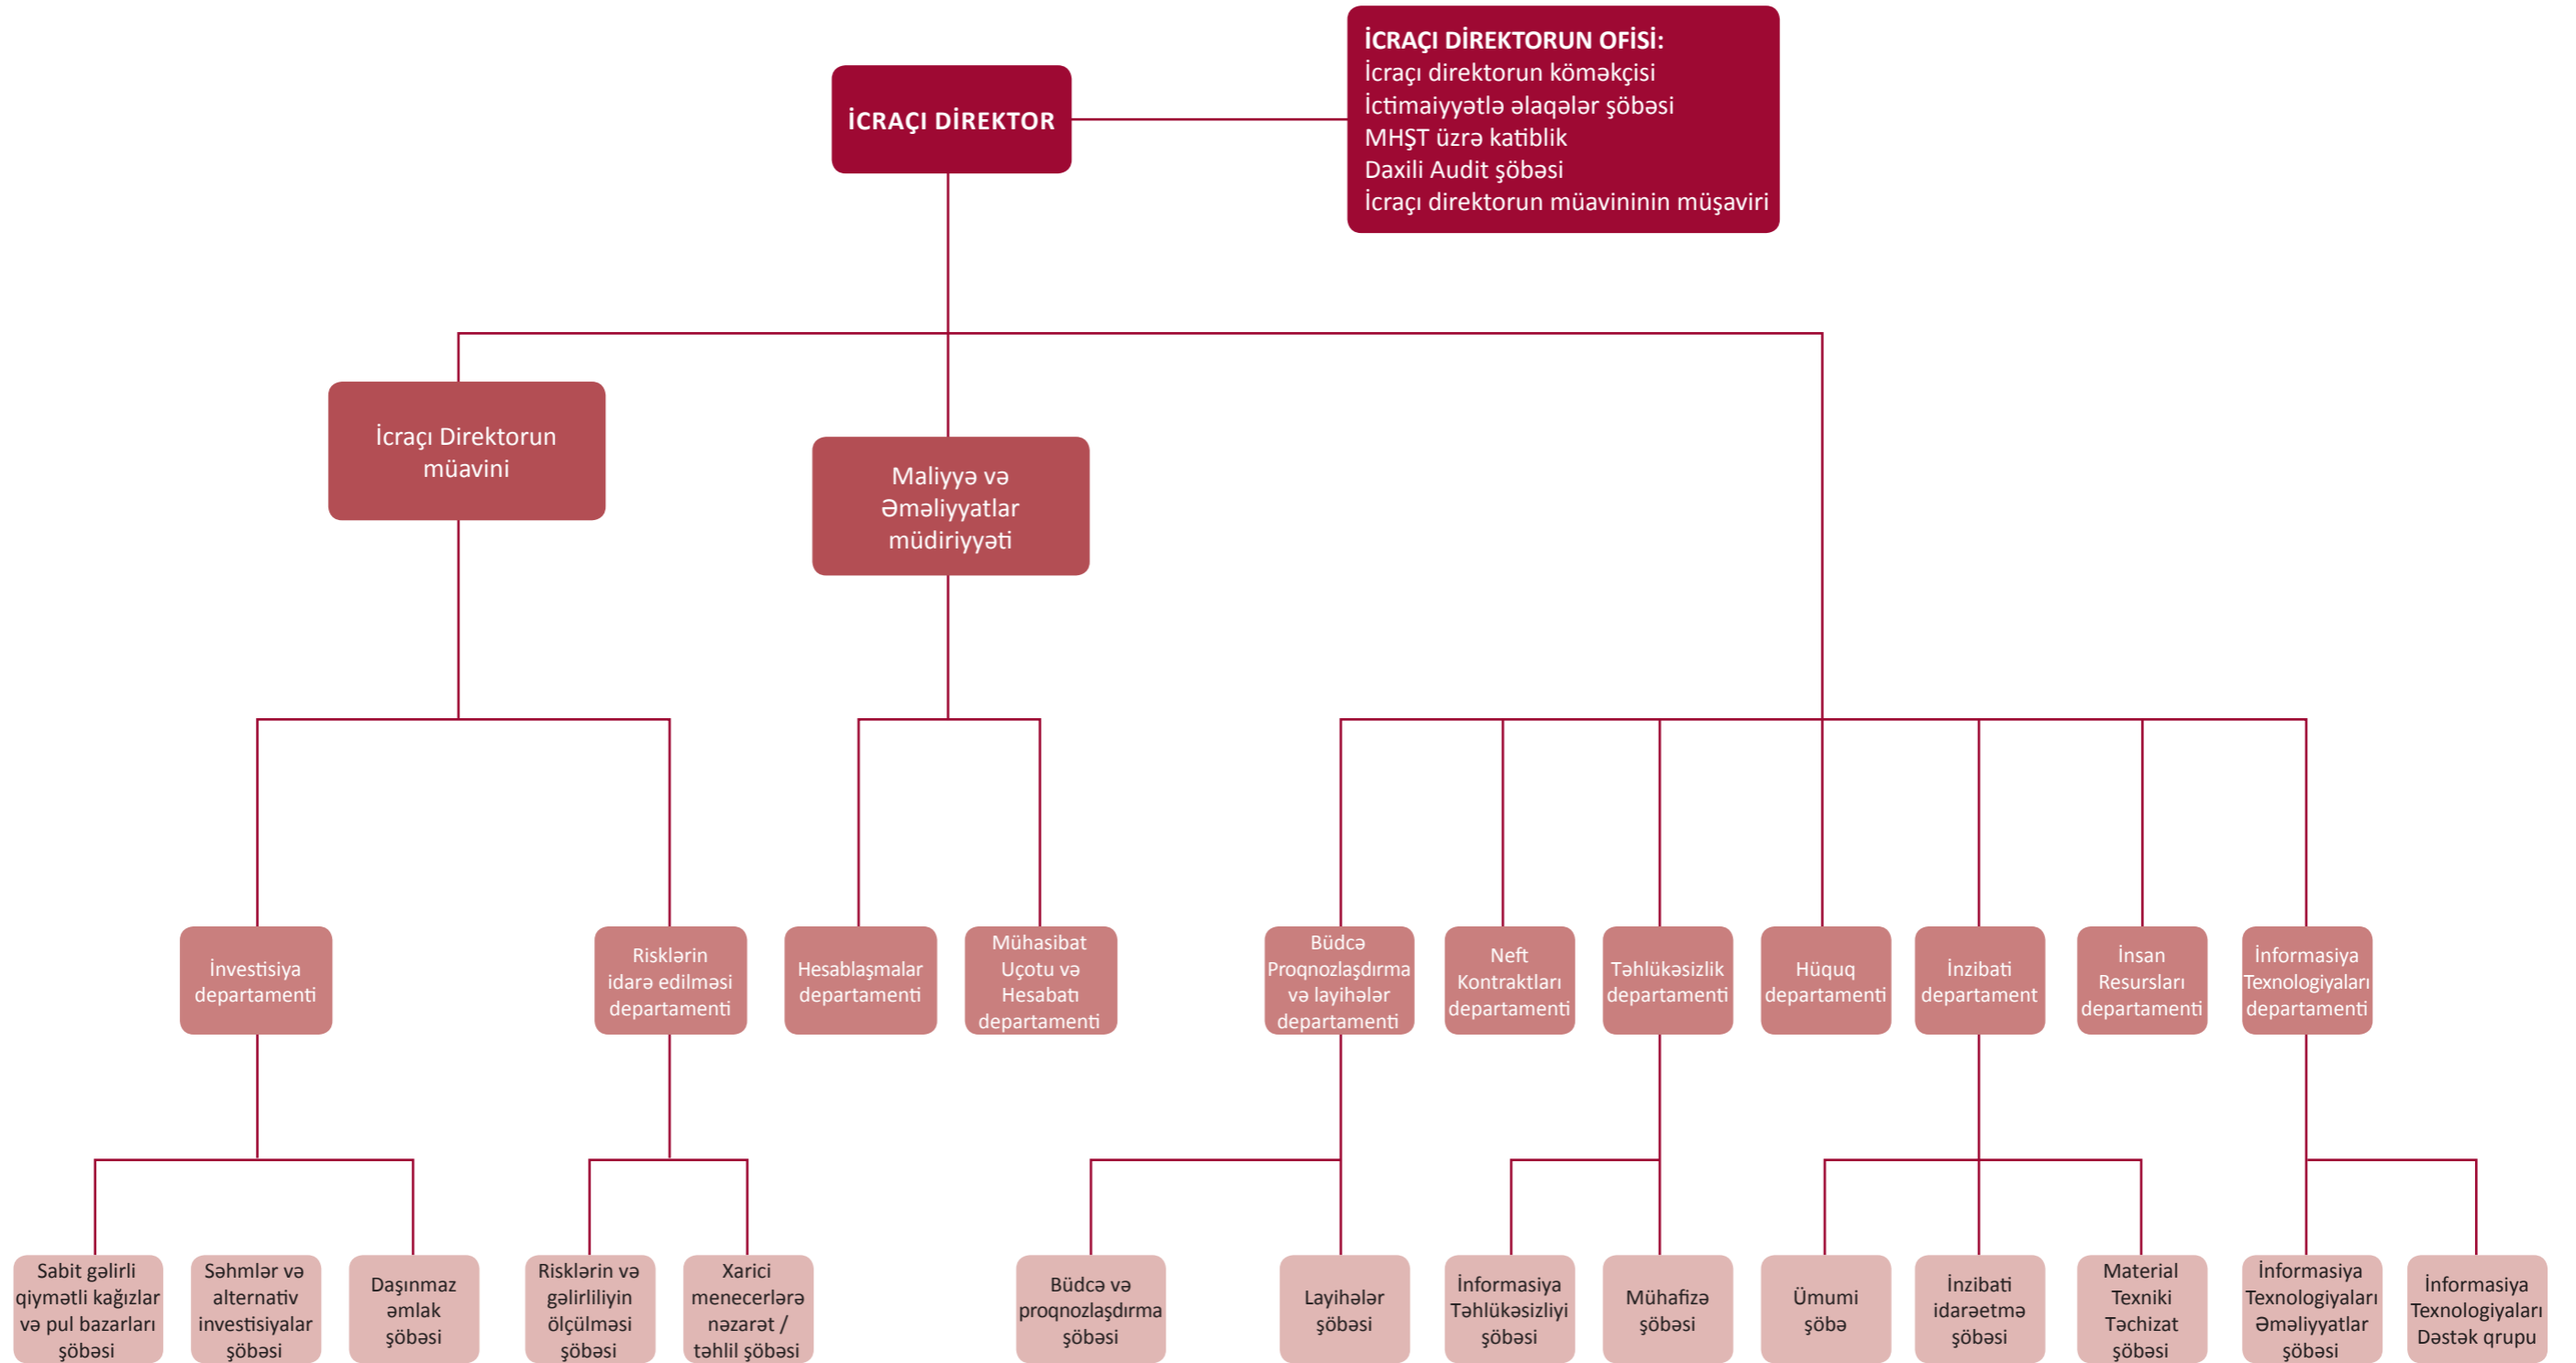 İCRAÇI DİREKTORUN OFİSİ:
İcraçı direktorun köməkçisi
İctimaiyyətlə əlaqələr şöbəsi
MHŞT üzrə katiblik
Daxili Audit şöbəsi
İcraçı direktorun müavininin müşaviri
İCRAÇI DİREKTOR
İcraçı Direktorun
müavini
Maliyyə və
Əməliyyatlar
müdiriyyəti
İnvestisiya
departamenti
Risklərin
idarə edilməsi
departamenti
Hesablaşmalar
departamenti
Mühasibat
Uçotu və
Hesabatı
departamenti
Büdcə
Proqnozlaşdırma
və layihələr
departamenti
Neft
Kontraktları
departamenti
Təhlükəsizlik
departamenti
Hüquq
departamenti
İnzibati
departament
İnsan
Resursları
departamenti
İnformasiya
Texnologiyaları
departamenti
Sabit gəlirli
qiymətli kağızlar
və pul bazarları
şöbəsi
Səhmlər və
alternativ
investisiyalar
şöbəsi
Daşınmaz
əmlak
şöbəsi
Risklərin və
gəlirliliyin
ölçülməsi
şöbəsi
Xarici
menecerlərə
nəzarət /
təhlil şöbəsi
Büdcə və
proqnozlaşdırma
şöbəsi
Layihələr
şöbəsi
İnformasiya
Təhlükəsizliyi
şöbəsi
Mühafizə
şöbəsi
Ümumi
şöbə
İnzibati
idarəetmə
şöbəsi
Material
Texniki
Təchizat
şöbəsi
İnformasiya
Texnologiyaları
Əməliyyatlar
şöbəsi
İnformasiya
Texnologiyaları
Dəstək qrupu